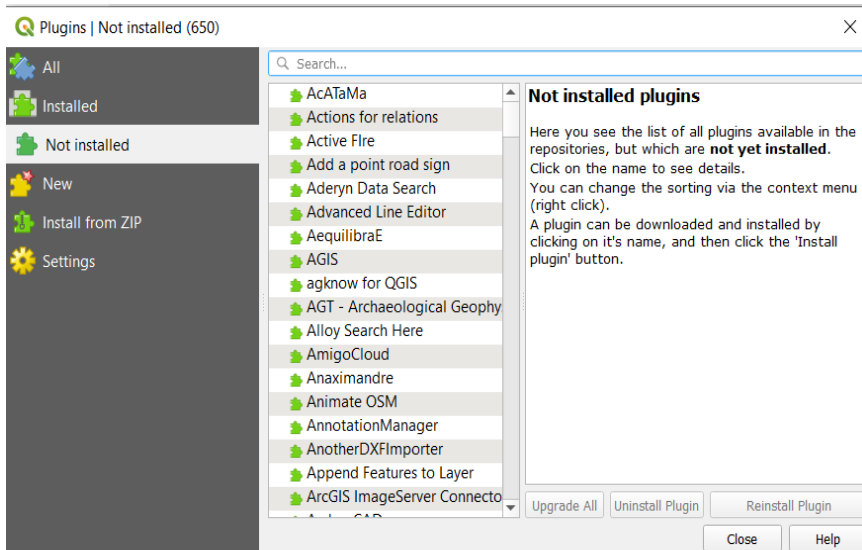 Plugins | Not installed (650)
All
Installed
Not installed
New
Install from ZIP
Settings
Search...
AcATaMa
Actions for relations
Active FIre
Add a point road sign
Aderyn Data Search
Advanced Line Editor
AequilibraE
AGIS
agknow for QGIS
AGT - Archaeological Geophy
Alloy Search Here
AmigoCloud
Anaximandre
Animate OSM
AnnotationManager
AnotherDXFImporter
Append Features to Layer
ArcGIS ImageServer Connecto
Not installed plugins
Here you see the list of all plugins available in the
repositories, but which are not yet installed.
Click on the name to see details.
You can change the sorting via the context menu
(right click).
A plugin can be downloaded and installed by
clicking on it's name, and then click the 'Install
plugin' button.
Upgrade All
Uninstall Plugin
Reinstall Plugin
Close
Help